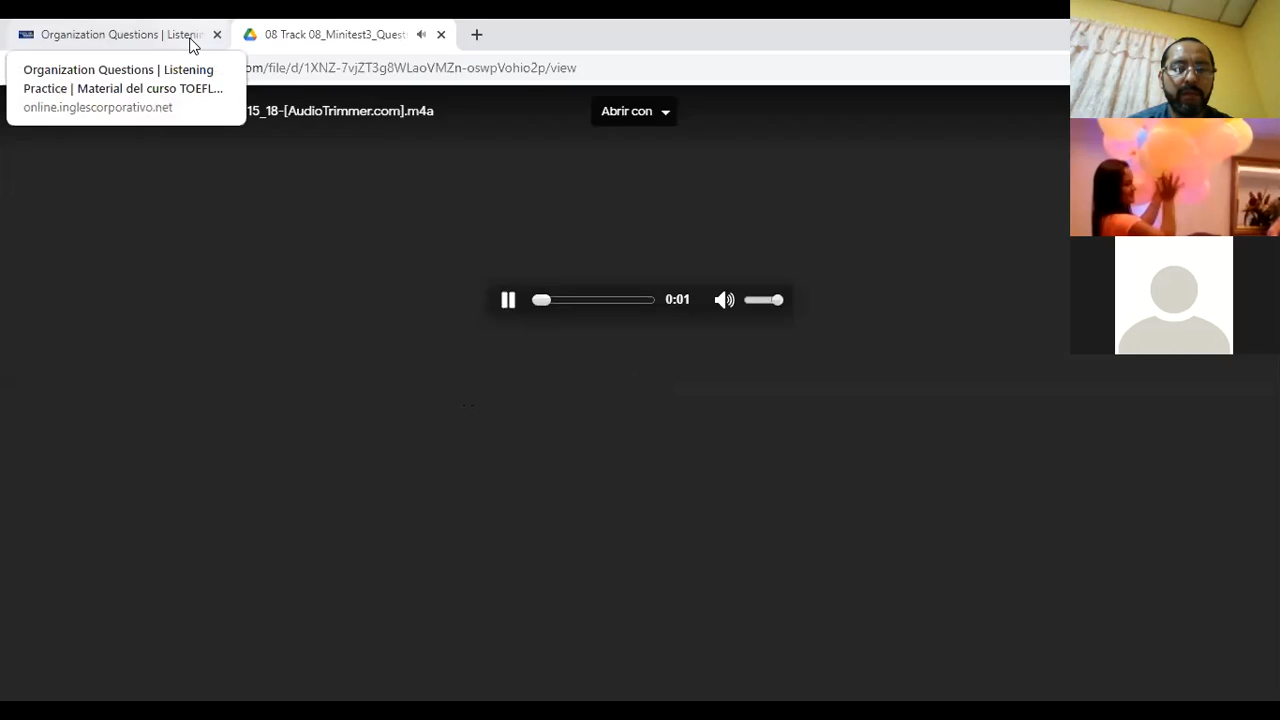 Organization Questions | Listenin
08 Track 08_Minitest3_Quest
Organization Questions | Listening
Practice | Material del curso TOEFL...
online.inglescorporativo.net
om/file/d/1XNZ-7vjZT3g8WLaoVMZn-oswpVohio2p/view
15_18-[AudioTrimmer.com].m4a
Abrir con
0:01